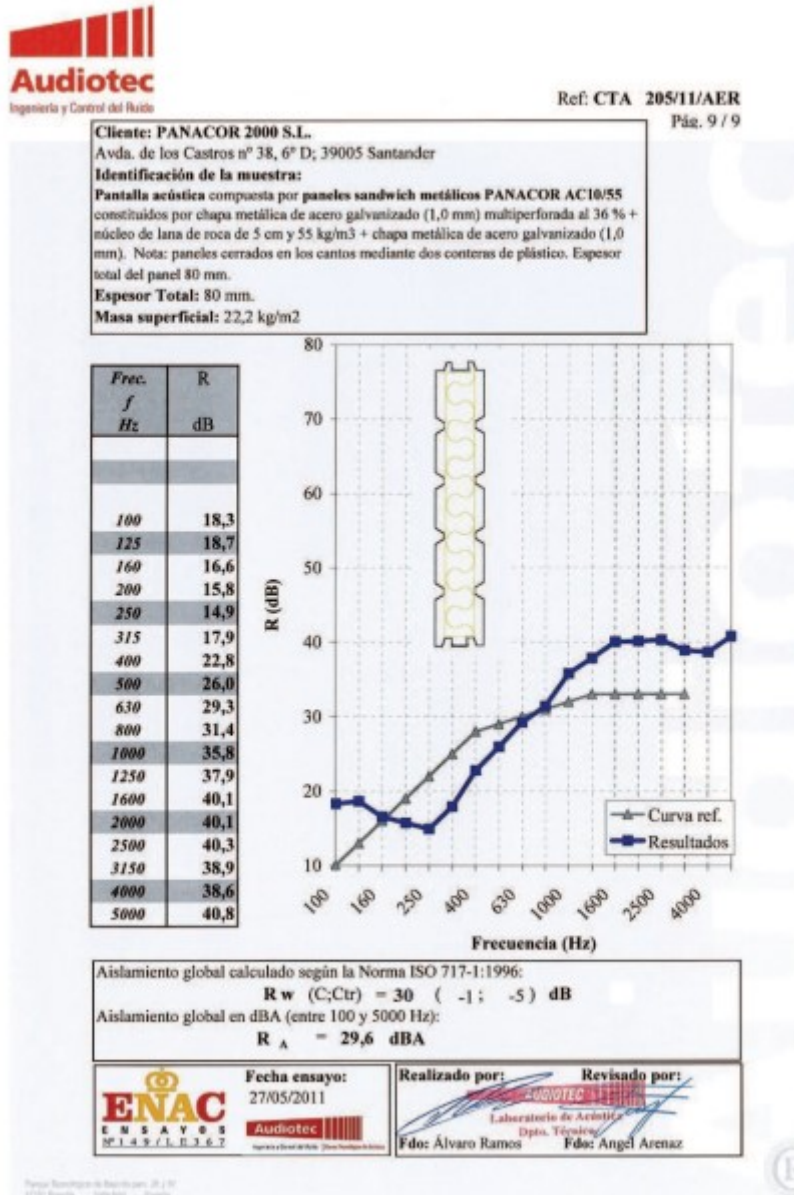 Audiotec
Ingeniería y Control del Ruido
Ref: CTA 205/11/AER
Pág. 9 / 9
Cliente: PANACOR 2000 S.L.
Avda. de los Castros nº 38, 6º D; 39005 Santander
Identificación de la muestra:
Pantalla acústica compuesta por paneles sandwich metálicos PANACOR AC10/55
constituidos por chapa metálica de acero galvanizado (1,0 mm) multiperforada al 36 % +
núcleo de lana de roca de 5 cm y 55 kg/m3 + chapa metálica de acero galvanizado (1,0
mm). Nota: paneles cerrados en los cantos mediante dos conteras de plástico. Espesor
total del panel 80 mm.
Espesor Total: 80 mm.
Masa superficial: 22,2 kg/m2
Frec. R
f
Hz dB
100 18,3
125 18,7
160 16,6
200 15,8
250 14,9
315 17,9
400 22,8
500 26,0
630 29,3
800 31,4
1000 35,8
1250 37,9
1600 40,1
2000 40,1
2500 40,3
3150 38,9
4000 38,6
5000 40,8
R (dB)
80
70
60
50
40
30
20
10
Curva ref.
Resultados
100 160 250 400 630 1000 1600 2500 4000
Frecuencia (Hz)
Aislamiento global calculado según la Norma ISO 717-1:1996:
R w (C;Ctr) = 30 ( -1 ; -5 ) dB
Aislamiento global en dBA (entre 100 y 5000 Hz):
R A = 29,6 dBA
ENAC
ENSAYOS
Nº 149/LE367
Fecha ensayo:
27/05/2011
Audiotec
Realizado por: Revisado por:
AUDIOTEC
Laboratorio de Acústica
Dpto. Técnico
Fdo: Álvaro Ramos Fdo: Angel Arenaz